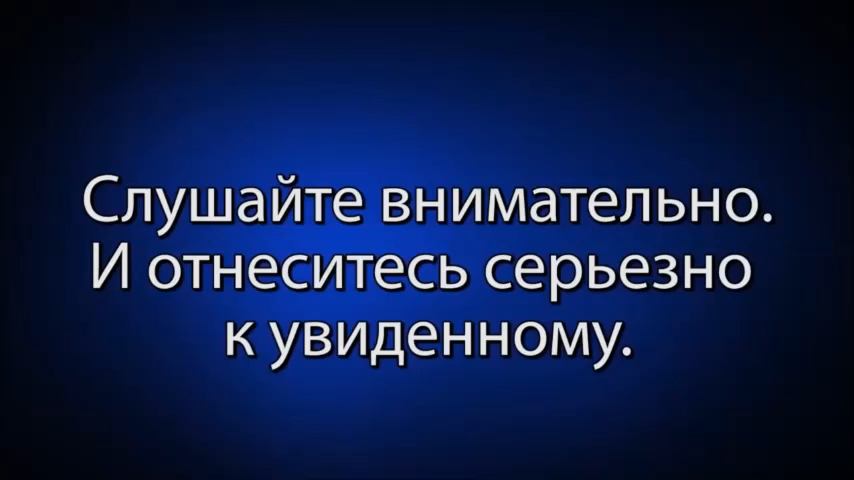 Слушайте внимательно.
И отнеситесь серьезно
к увиденному.